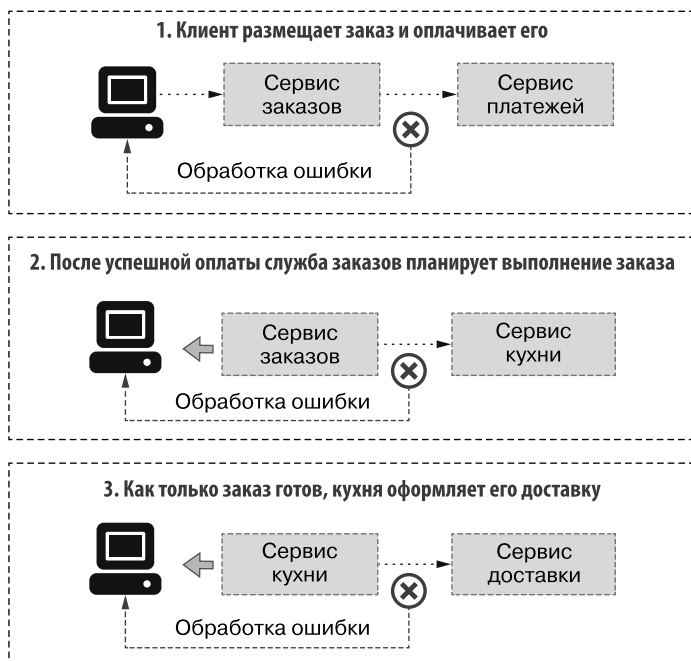 1. Клиент размещает заказ и оплачивает его
Сервис
заказов
Сервис
платежей
Обработка ошибки
2. После успешной оплаты служба заказов планирует выполнение заказа
Сервис
заказов
Сервис
кухни
Обработка ошибки
3. Как только заказ готов, кухня оформляет его доставку
Сервис
кухни
Сервис
доставки
Обработка ошибки